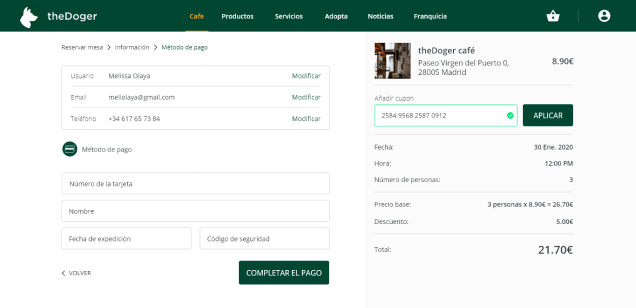 theDoger
Cafe Productos Servicios Adopta Noticias Franquicia
Reservar mesa > Información > Método de pago
Usuario Melissa Olaya Modificar
Email meliolaya@gmail.com Modificar
Teléfono +34 617 65 73 84 Modificar
Método de pago
Número de la tarjeta
Nombre
Fecha de expedición Código de seguridad
VOLVER COMPLETAR EL PAGO
theDoger café
Paseo Virgen del Puerto 0,
28005 Madrid
8.90€
Añadir cupon
2584 9568 2587 0912 APLICAR
Fecha: 30 Ene. 2020
Hora: 12:00 PM
Número de personas: 3
Precio base: 3 personas x 8.90€ = 26.70€
Descuento: 5.00€
Total: 21.70€